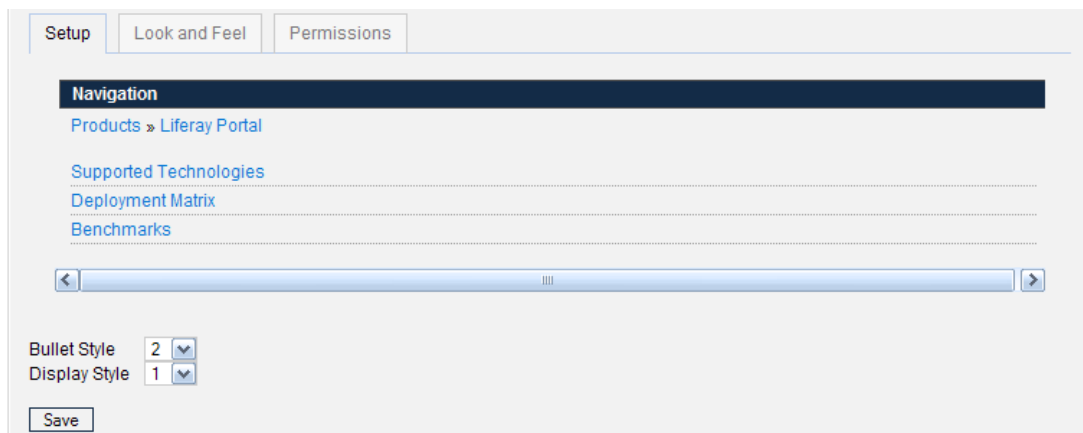 Setup Look and Feel Permissions
Navigation
Products » Liferay Portal
Supported Technologies
Deployment Matrix
Benchmarks
Bullet Style 2
Display Style 1
Save